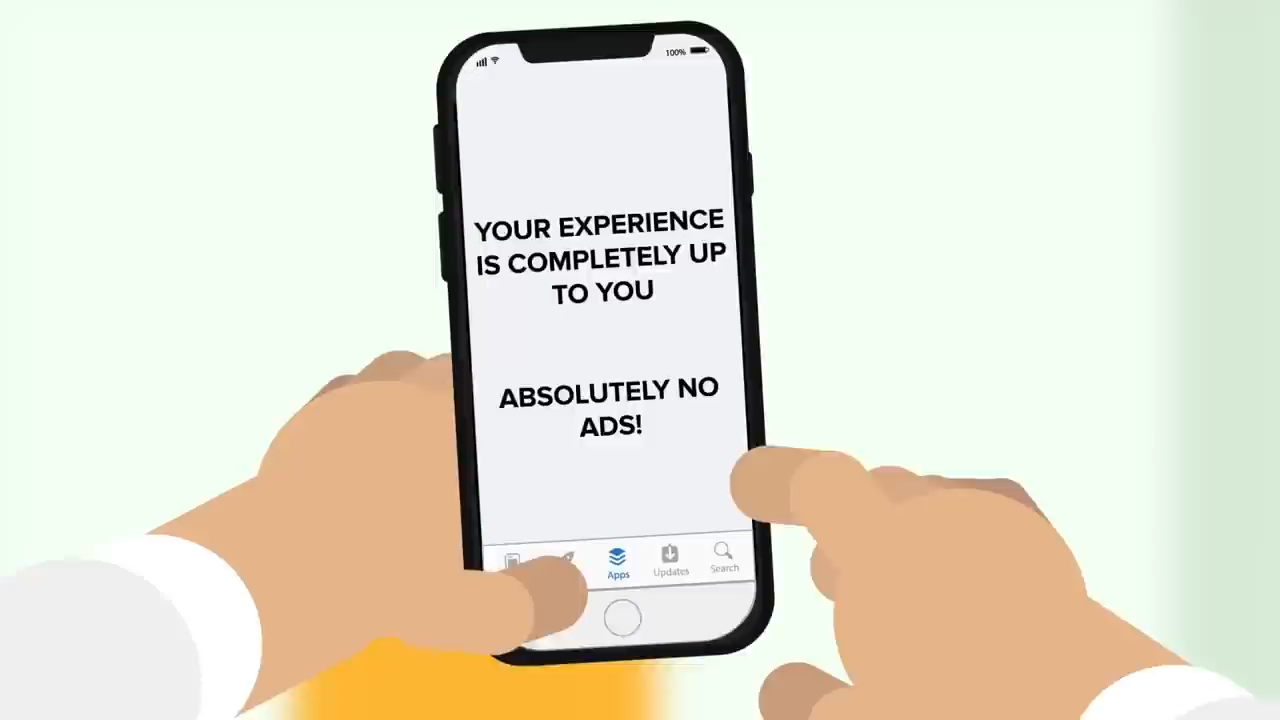 100%
YOUR EXPERIENCE
IS COMPLETELY UP
TO YOU
ABSOLUTELY NO
ADS!
Apps
Updates
Search